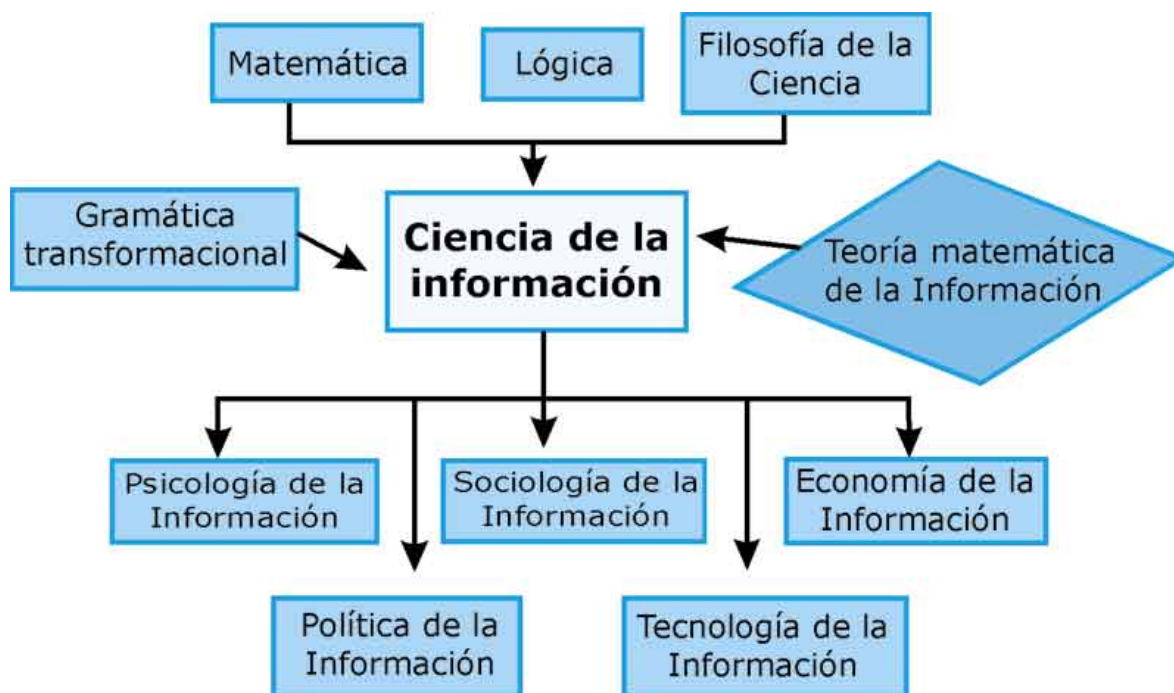 Matemática
Lógica
Filosofía de la
Ciencia
Gramática
transformacional
Ciencia de la
información
Teoría matemática
de la Información
Psicología de la
Información
Sociología de la
Información
Economía de la
Información
Política de la
Información
Tecnología de la
Información